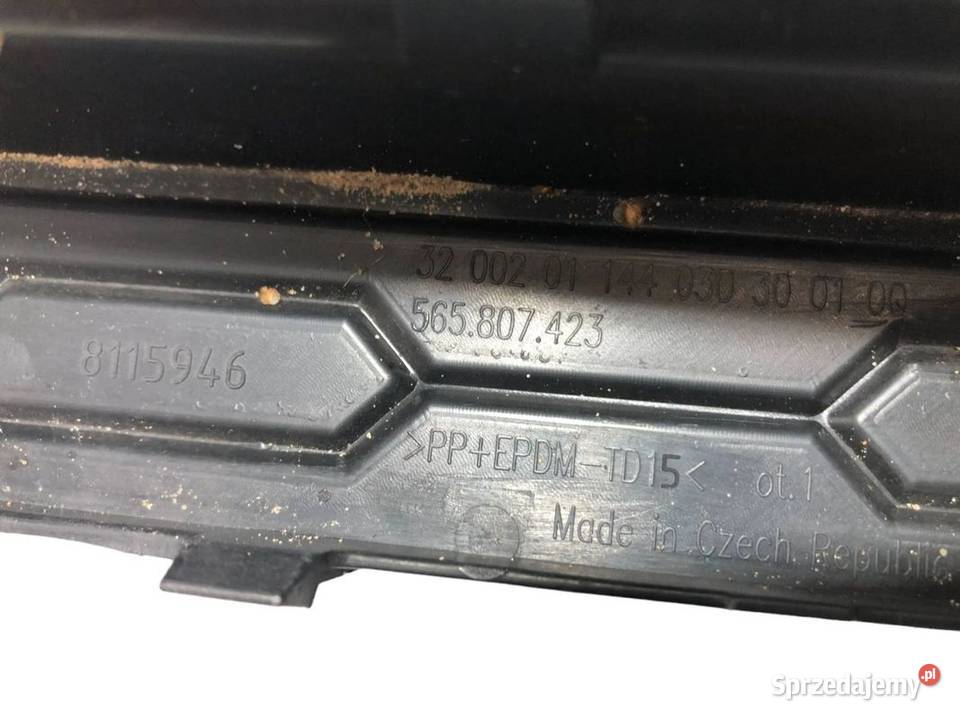 32 002 01 144 030 30 01 00
565.807.423
8115946
>PP+EPDM-TD15< ot.1
Made in Czech Republic
Sprzedajemy.pl